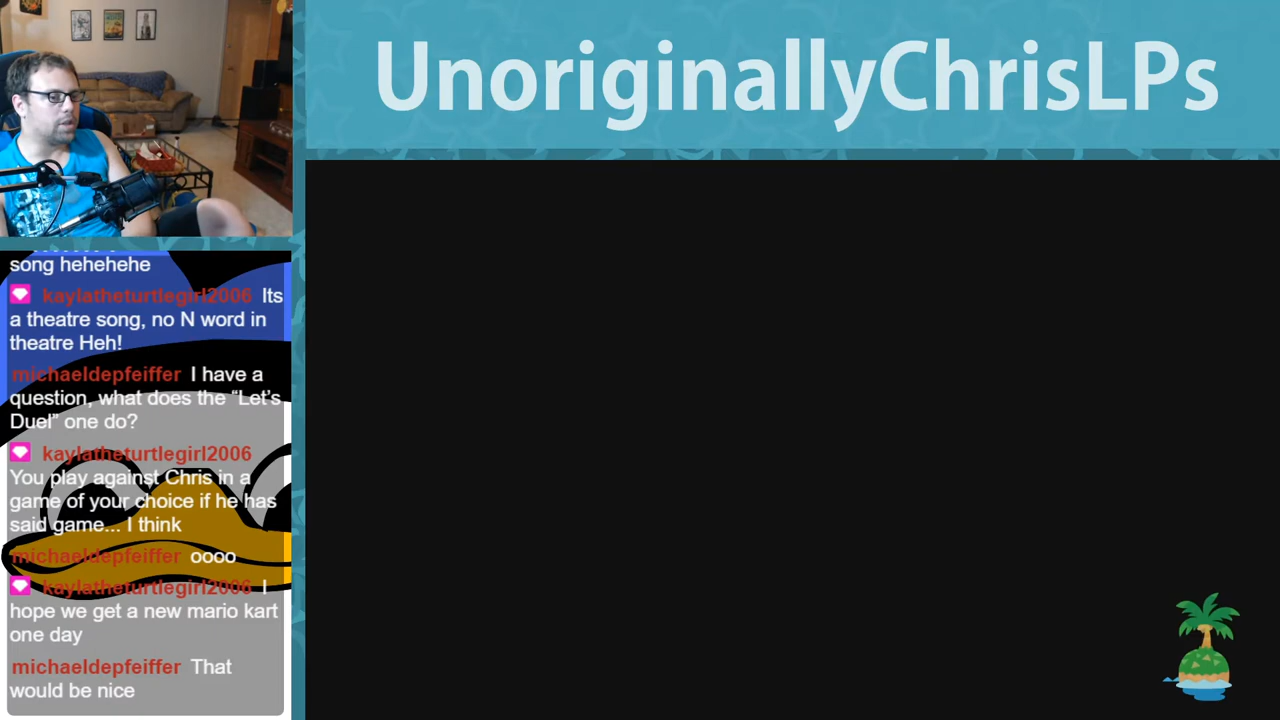 UnoriginallyChrisLPs
song hehehehe
kaylatheturtlegirl2006 Its
a theatre song, no N word in
theatre Heh!
michaeldepfeiffer I have a
question, what does the “Let's
Duel” one do?
kaylatheturtlegirl2006
You play against Chris in a
game of your choice if he has
said game... I think
michaeldepfeiffer oooo
kaylatheturtlegirl2006 I
hope we get a new mario kart
one day
michaeldepfeiffer That
would be nice